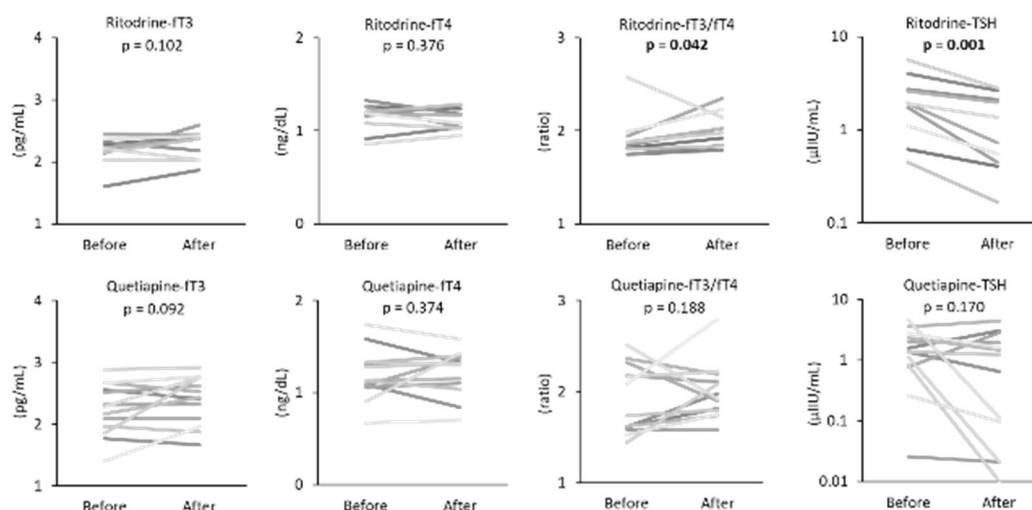 Ritodrine-fT3
p = 0.102
4
3
2
1
(pg/mL)
Before After
Ritodrine-fT4
p = 0.376
2
1
0
(ng/dL)
Before After
Ritodrine-fT3/fT4
p = 0.042
3
2
1
(ratio)
Before After
Ritodrine-TSH
p = 0.001
10
1
0.1
(µIU/mL)
Before After
Quetiapine-fT3
p = 0.092
4
3
2
1
(pg/mL)
Before After
Quetiapine-fT4
p = 0.374
2
1
0
(ng/dL)
Before After
Quetiapine-fT3/fT4
p = 0.188
3
2
1
(ratio)
Before After
Quetiapine-TSH
p = 0.170
10
1
0.1
0.01
(µIU/mL)
Before After